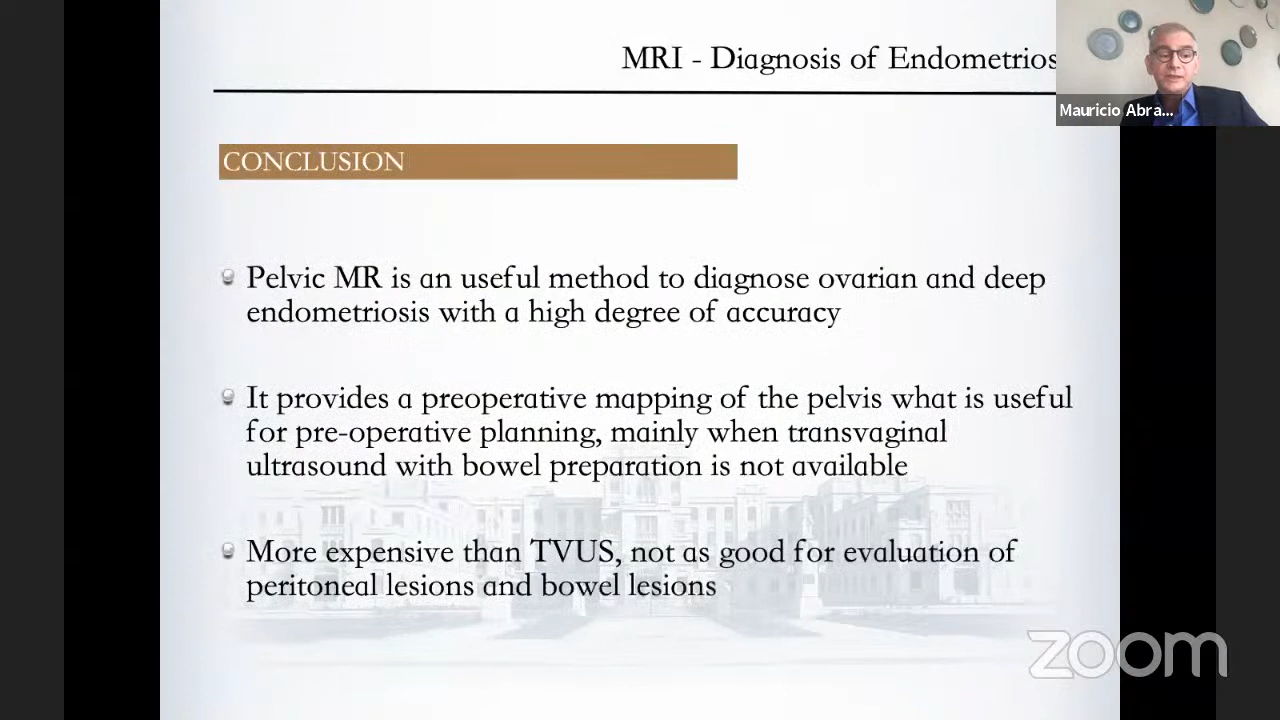 MRI - Diagnosis of Endometrios
Mauricio Abra...
CONCLUSION
Pelvic MR is an useful method to diagnose ovarian and deep
endometriosis with a high degree of accuracy
It provides a preoperative mapping of the pelvis what is useful
for pre-operative planning, mainly when transvaginal
ultrasound with bowel preparation is not available
More expensive than TVUS, not as good for evaluation of
peritoneal lesions and bowel lesions
zoom